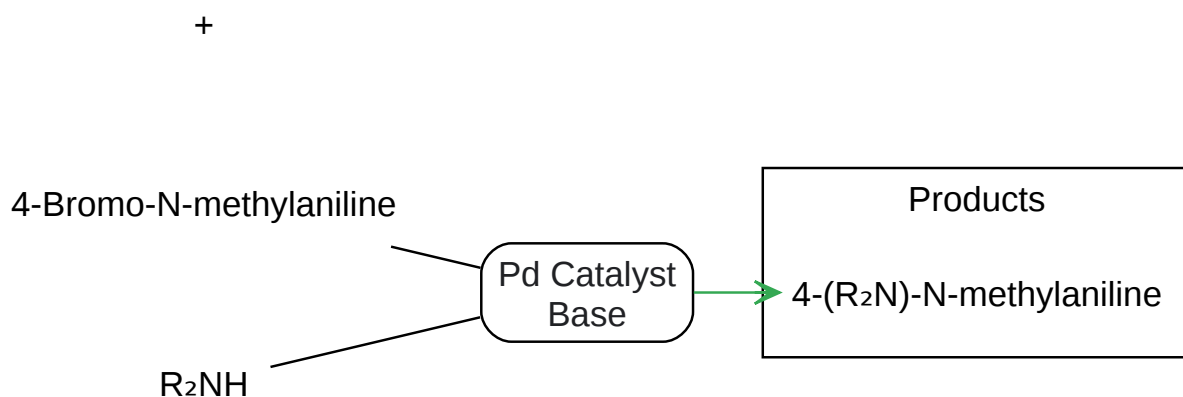 +
4-Bromo-N-methylaniline
R₂NH
Pd Catalyst
Base
Products
4-(R₂N)-N-methylaniline